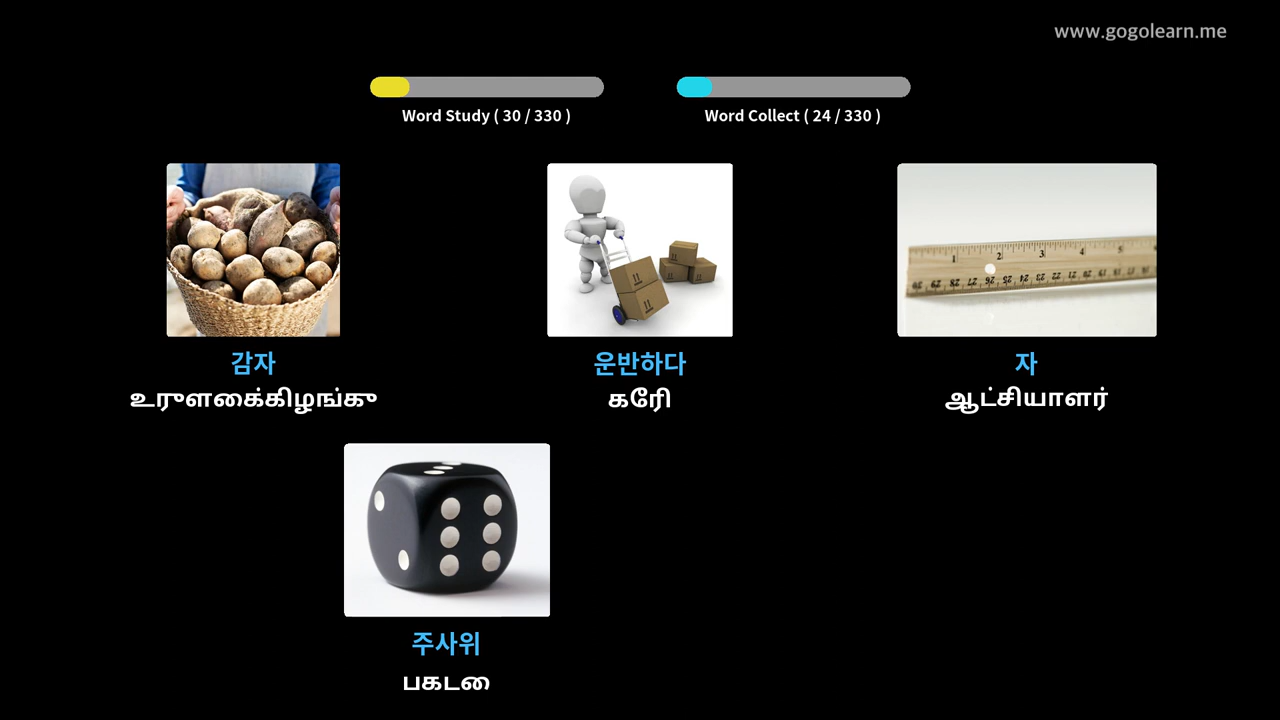 www.gogolearn.me
Word Study ( 30 / 330 )
Word Collect ( 24 / 330 )
감자
운반하다
자
உருளகை்கிழங்கு
கரேி
ஆட்சியாளர்
주사위
பகடை